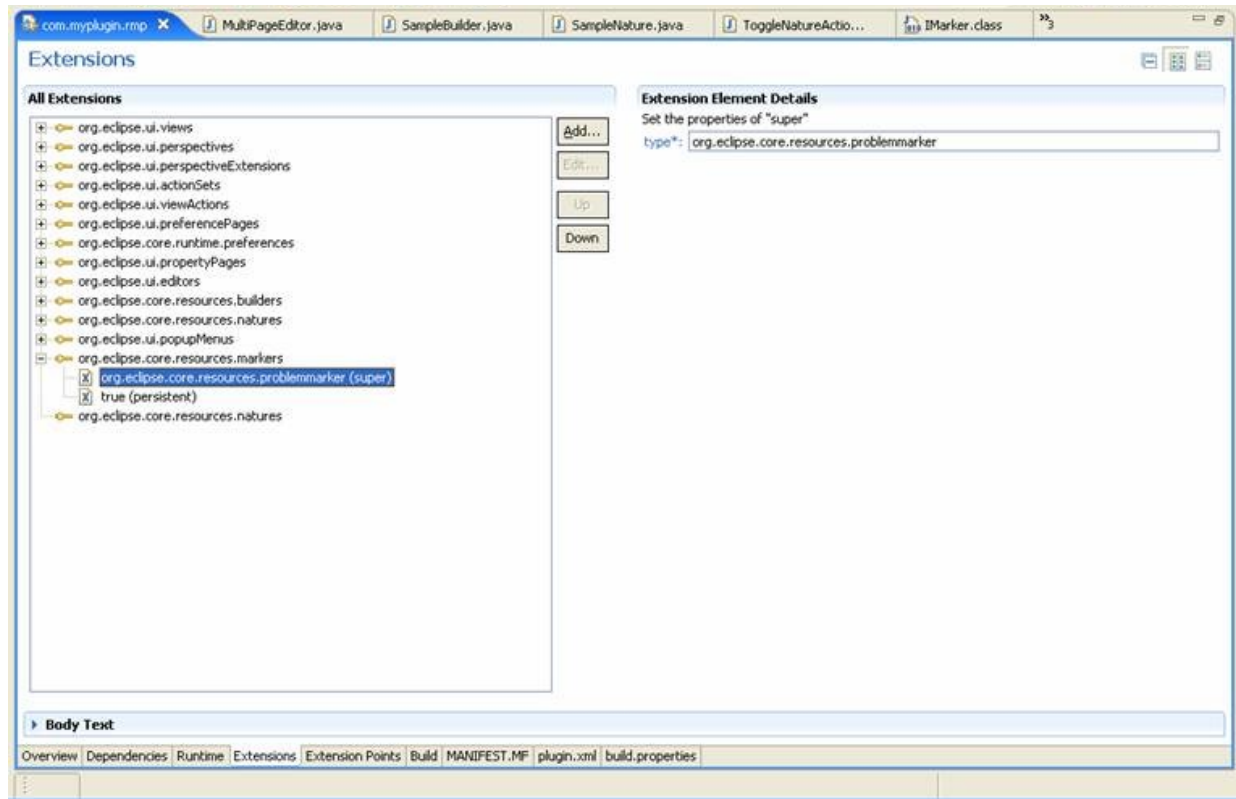 com.myplugin.rmp MultiPageEditor.java SampleBuilder.java SampleNature.java ToggleNatureActio... IMarker.class »3
Extensions
All Extensions
org.eclipse.ui.views
org.eclipse.ui.perspectives
org.eclipse.ui.perspectiveExtensions
org.eclipse.ui.actionSets
org.eclipse.ui.viewActions
org.eclipse.ui.preferencePages
org.eclipse.core.runtime.preferences
org.eclipse.ui.propertyPages
org.eclipse.ui.editors
org.eclipse.core.resources.builders
org.eclipse.core.resources.natures
org.eclipse.ui.popupMenus
org.eclipse.core.resources.markers
org.eclipse.core.resources.problemmarker (super)
true (persistent)
org.eclipse.core.resources.natures
Add...
Edit...
Up
Down
Extension Element Details
Set the properties of "super"
type*: org.eclipse.core.resources.problemmarker
Body Text
Overview Dependencies Runtime Extensions Extension Points Build MANIFEST.MF plugin.xml build.properties